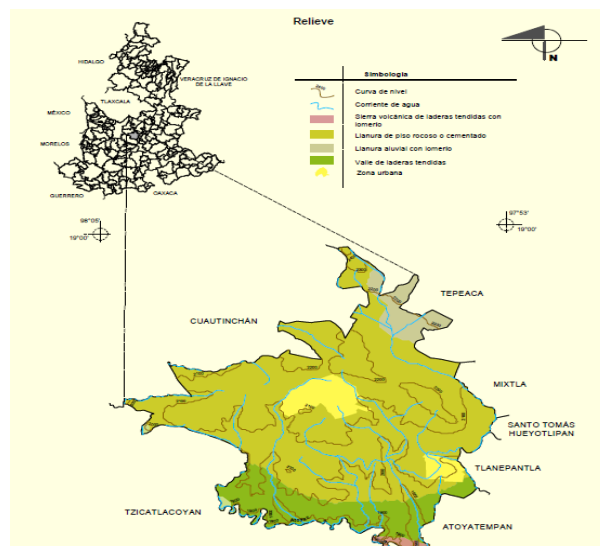 Relieve
N
HIDALGO
VERACRUZ DE IGNACIO
DE LA LLAVE
TLAXCALA
MÉXICO
MORELOS
GUERRERO
OAXACA
Simbología
Curva de nivel
Corriente de agua
Sierra volcánica de laderas tendidas con
lomerío
Llanura de piso rocoso o cementado
Llanura aluvial con lomerío
Valle de laderas tendidas
Zona urbana
98°05'
19°00'
97°53'
19°00'
TEPEACA
CUAUTINCHÁN
MIXTLA
SANTO TOMÁS
HUEYOTLIPAN
TLANEPANTLA
TZICATLACOYAN
ATOYATEMPAN